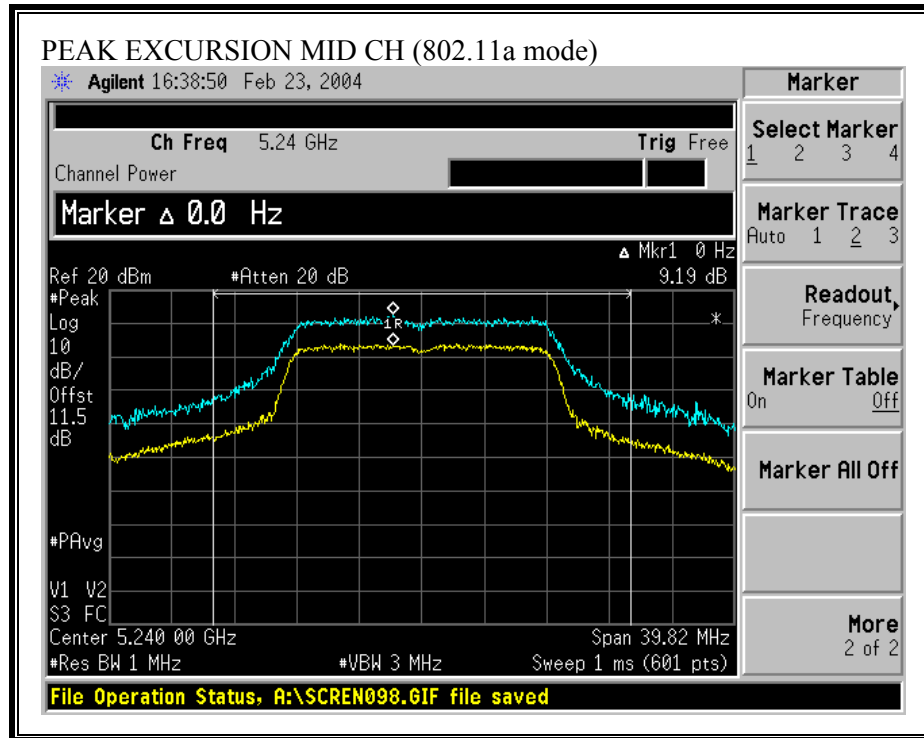 PEAK EXCURSION MID CH (802.11a mode)
Agilent 16:38:50 Feb 23, 2004
Marker
Ch Freq 5.24 GHz
Trig Free
Channel Power
Marker Δ 0.0 Hz
Δ Mkr1 0 Hz
Ref 20 dBm #Atten 20 dB 9.19 dB
#Peak
Log
10
dB/
Offst
11.5
dB
1R
*
#PAvg
V1 V2
S3 FC
Center 5.240 00 GHz Span 39.82 MHz
#Res BW 1 MHz #VBW 3 MHz Sweep 1 ms (601 pts)
File Operation Status, A:\SCREN098.GIF file saved
Select Marker
1 2 3 4
Marker Trace
Auto 1 2 3
Readout
Frequency
Marker Table
On Off
Marker All Off
More
2 of 2